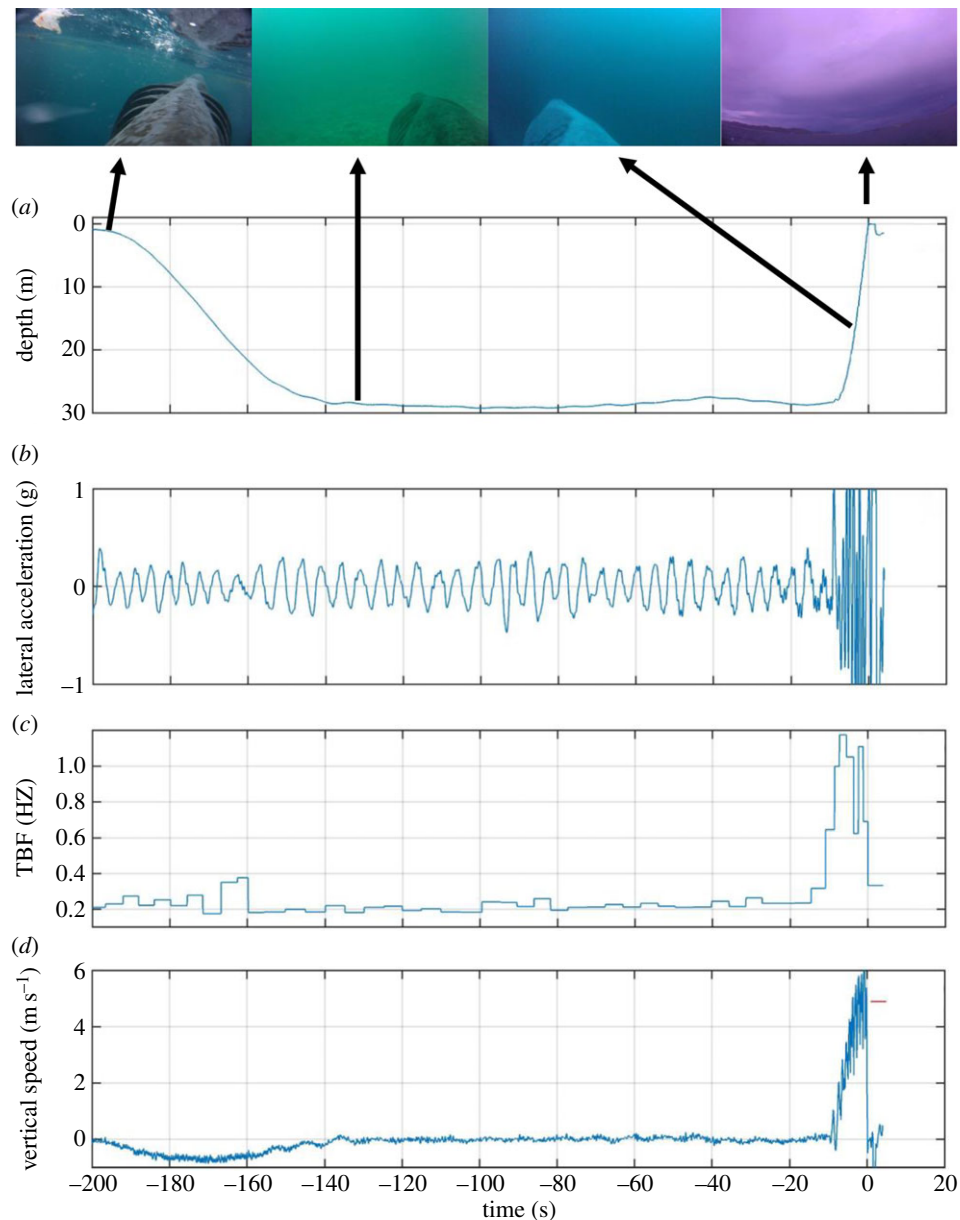 (a)
0
10
20
30
depth (m)
(b)
1
0
−1
lateral acceleration (g)
(c)
1.0
0.8
0.6
0.4
0.2
TBF (HZ)
(d)
6
4
2
0
vertical speed (m s−1)
−200 −180 −160 −140 −120 −100 −80 −60 −40 −20 0 20
time (s)